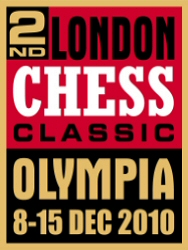 2ND LONDON
CHESS
CLASSIC
OLYMPIA
8-15 DEC 2010